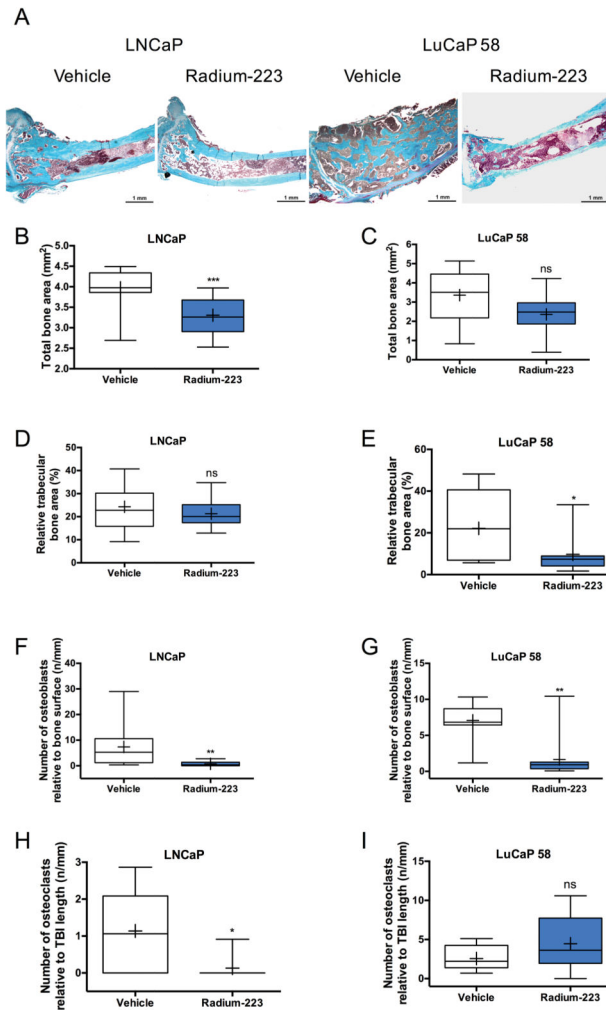 A
LNCaP
LuCaP 58
Vehicle
Radium-223
Vehicle
Radium-223
1 mm
1 mm
1 mm
1 mm
B
LNCaP
Total bone area (mm²)
4.5
4.0
3.5
3.0
2.5
2.0
***
Vehicle
Radium-223
C
LuCaP 58
Total bone area (mm²)
6
5
4
3
2
1
0
ns
Vehicle
Radium-223
D
LNCaP
Relative trabecular
bone area (%)
50
40
30
20
10
0
ns
Vehicle
Radium-223
E
LuCaP 58
Relative trabecular
bone area (%)
60
40
20
0
*
Vehicle
Radium-223
F
LNCaP
Number of osteoblasts
relative to bone surface (n/mm)
50
40
30
20
10
0
**
Vehicle
Radium-223
G
LuCaP 58
Number of osteoblasts
relative to bone surface (n/mm)
15
10
5
0
**
Vehicle
Radium-223
H
LNCaP
Number of osteoclasts
relative to TBI length (n/mm)
3
2
1
0
*
Vehicle
Radium-223
I
LuCaP 58
Number of osteoclasts
relative to TBI length (n/mm)
15
10
5
0
ns
Vehicle
Radium-223